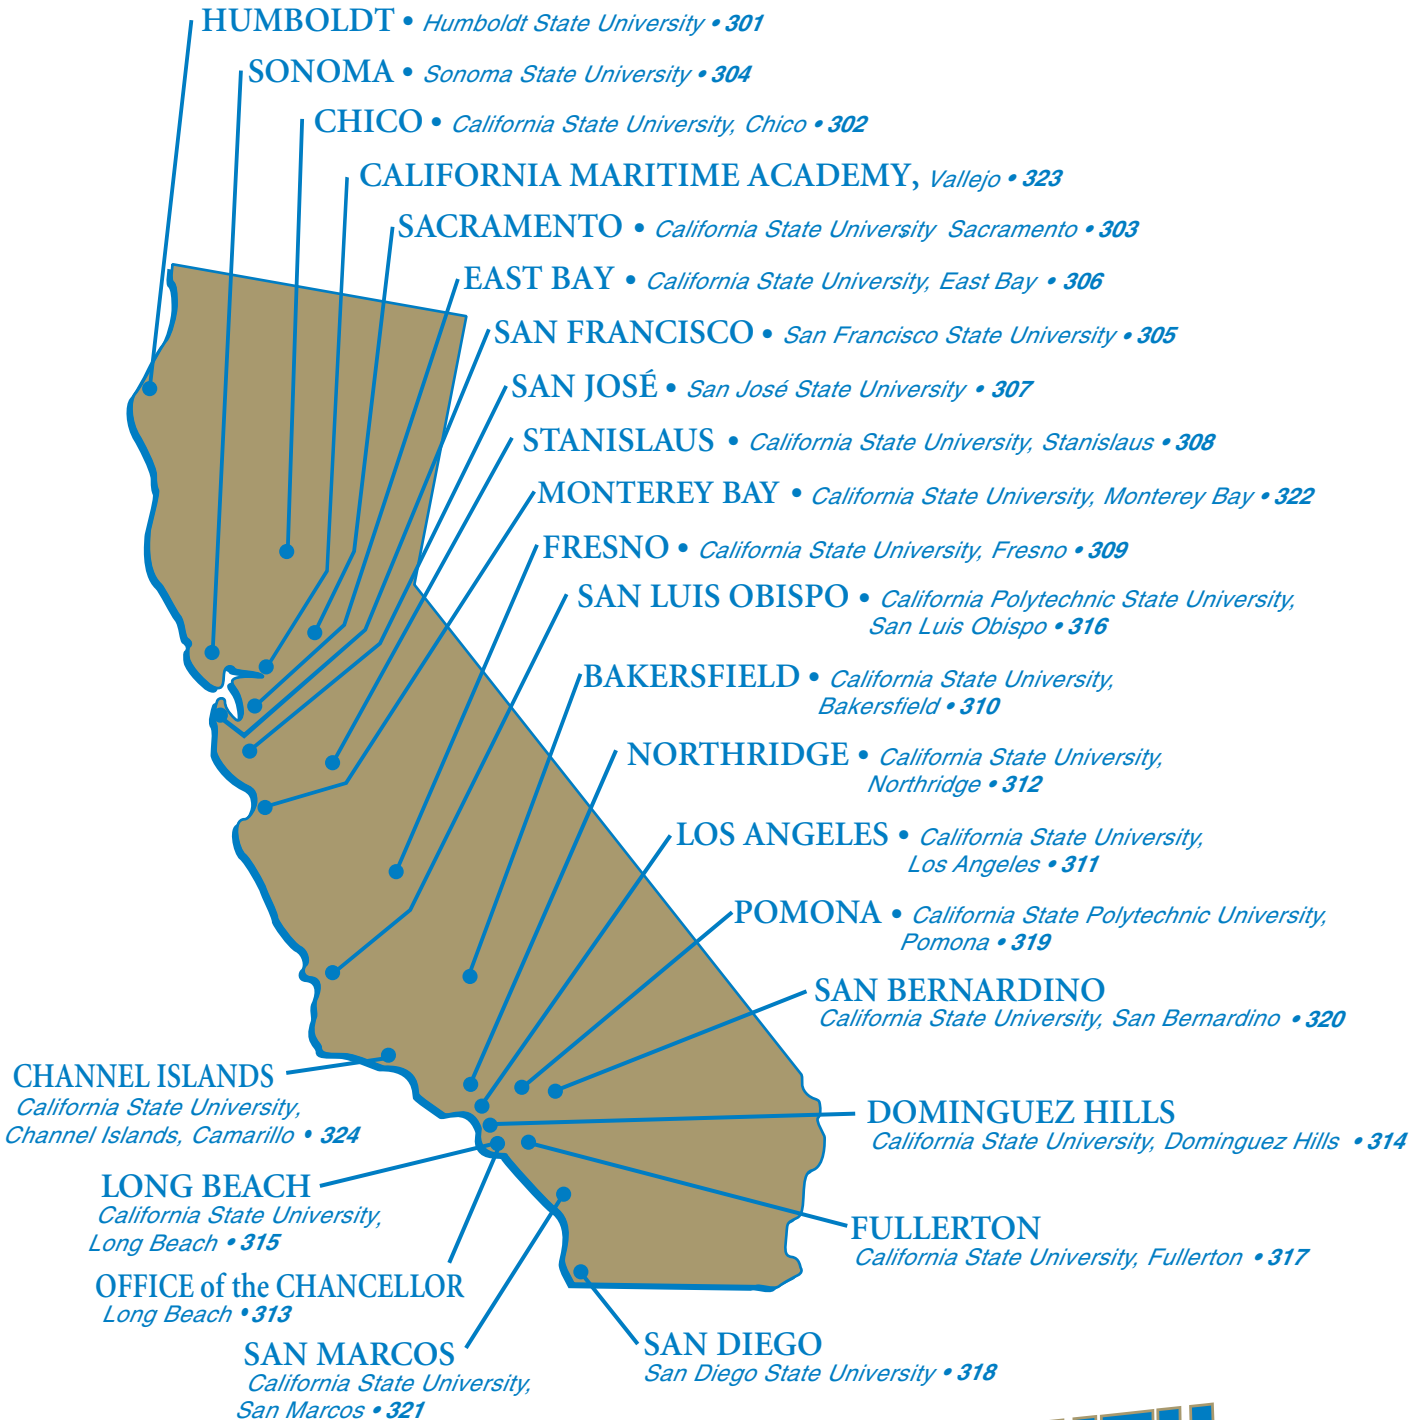 HUMBOLDT • Humboldt State University • 301
SONOMA • Sonoma State University • 304
CHICO • California State University, Chico • 302
CALIFORNIA MARITIME ACADEMY, Vallejo • 323
SACRAMENTO • California State University Sacramento • 303
EAST BAY • California State University, East Bay • 306
SAN FRANCISCO • San Francisco State University • 305
SAN JOSÉ • San José State University • 307
STANISLAUS • California State University, Stanislaus • 308
MONTEREY BAY • California State University, Monterey Bay • 322
FRESNO • California State University, Fresno • 309
SAN LUIS OBISPO • California Polytechnic State University,
San Luis Obispo • 316
BAKERSFIELD • California State University,
Bakersfield • 310
NORTHRIDGE • California State University,
Northridge • 312
LOS ANGELES • California State University,
Los Angeles • 311
POMONA • California State Polytechnic University,
Pomona • 319
SAN BERNARDINO
California State University, San Bernardino • 320
CHANNEL ISLANDS
California State University,
Channel Islands, Camarillo • 324
DOMINGUEZ HILLS
California State University, Dominguez Hills • 314
LONG BEACH
California State University,
Long Beach • 315
FULLERTON
California State University, Fullerton • 317
OFFICE of the CHANCELLOR
Long Beach • 313
SAN MARCOS
California State University,
San Marcos • 321
SAN DIEGO
San Diego State University • 318